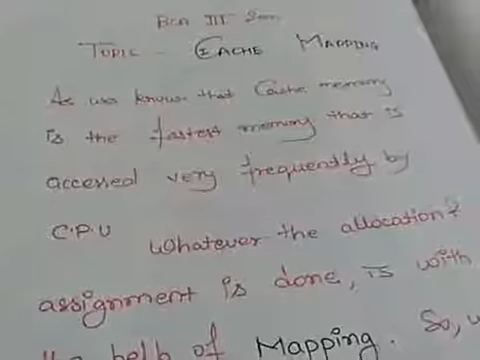 BCA III Sem
TOPIC - CACHE MAPPING
As we know that Cache memory
is the fastest memory that is
accessed very frequently by
C.P.U Whatever the allocation &
assignment is done, is with
the help of Mapping. So,